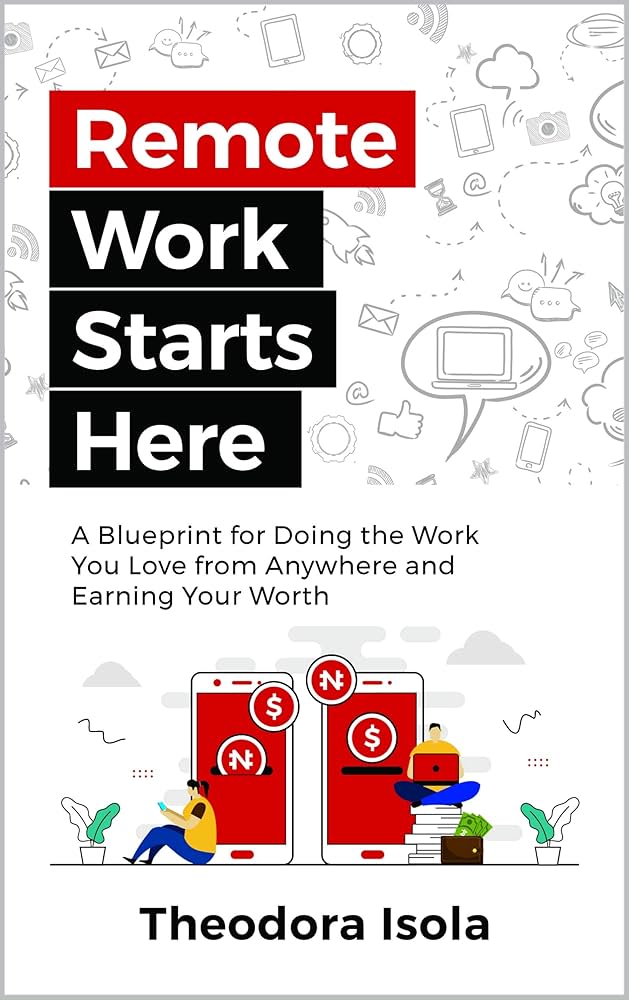 Remote
Work
Starts
Here
A Blueprint for Doing the Work
You Love from Anywhere and
Earning Your Worth
₦
$
₦
$
Theodora Isola